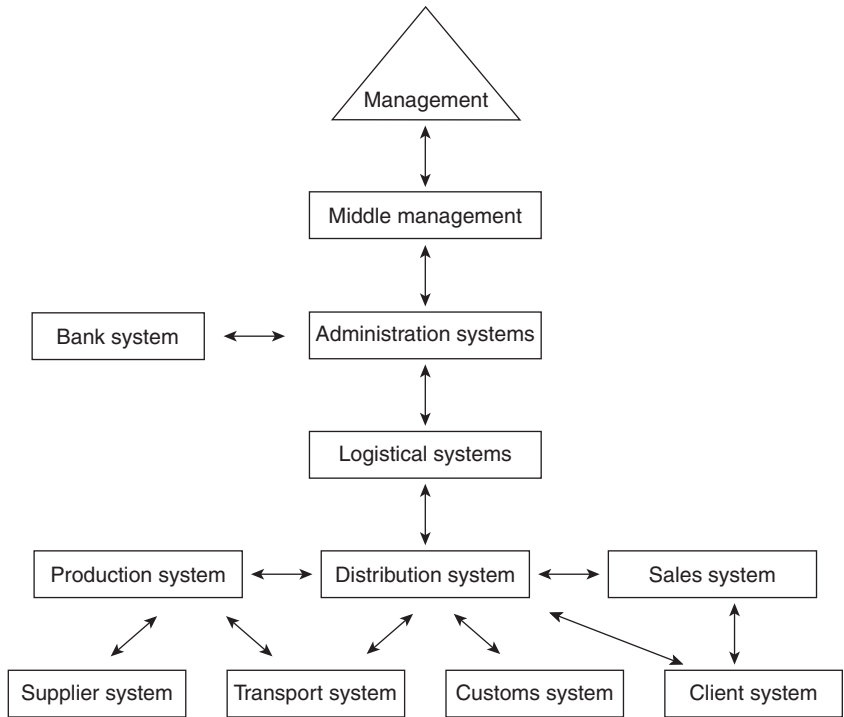 Management
Middle management
Bank system
Administration systems
Logistical systems
Production system
Distribution system
Sales system
Supplier system
Transport system
Customs system
Client system